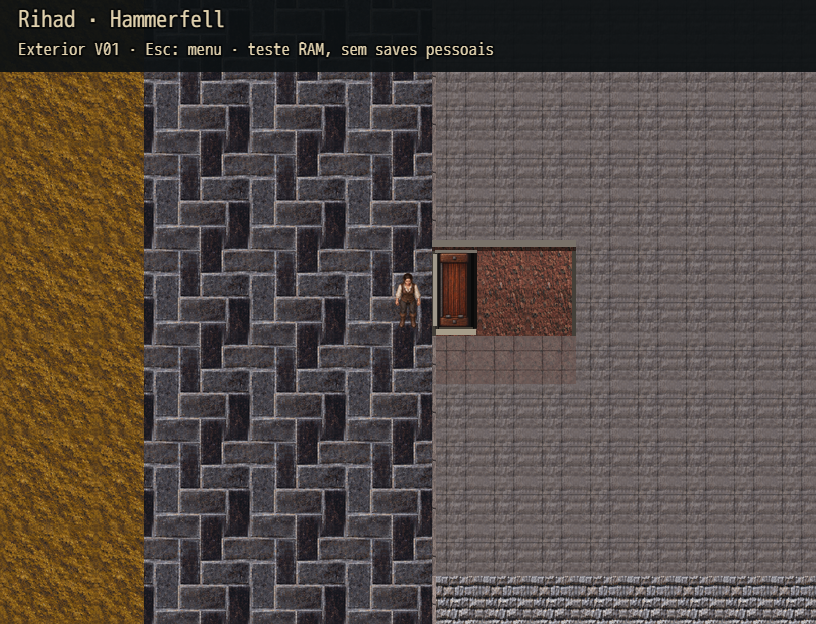 Rihad · Hammerfell
Exterior V01 · Esc: menu · teste RAM, sem saves pessoais